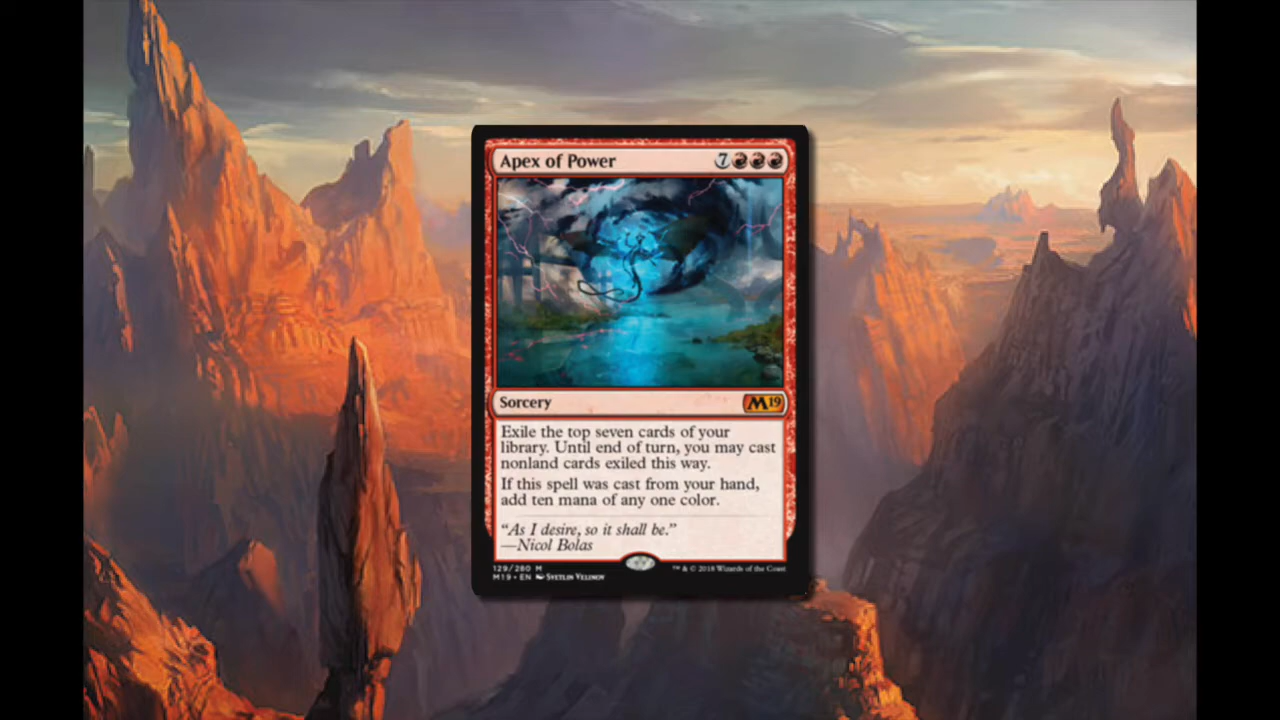 Apex of Power 7
Sorcery M19
Exile the top seven cards of your
library. Until end of turn, you may cast
nonland cards exiled this way.
If this spell was cast from your hand,
add ten mana of any one color.
“As I desire, so it shall be.”
—Nicol Bolas
129/280 M
M19 • EN Svetlin Velinov
™ & © 2018 Wizards of the Coast